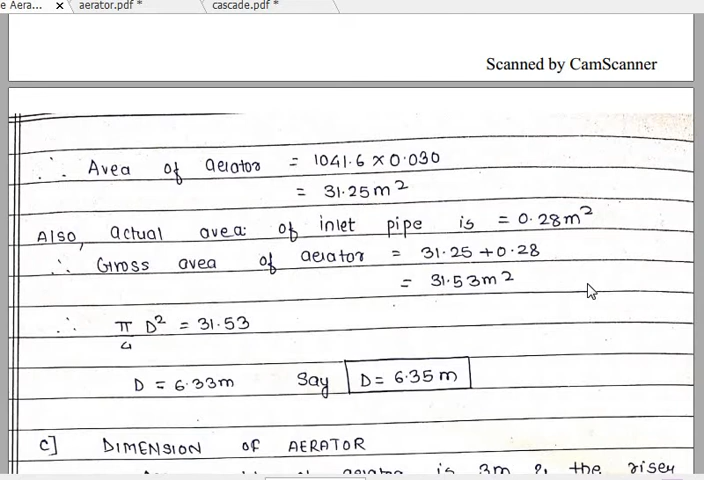 e Aera... x aerator.pdf * cascade.pdf *
Scanned by CamScanner
∴ Area of aerator = 1041.6 × 0.030
= 31.25 m²
Also, actual area of inlet pipe is = 0.28 m²
∴ Gross area of aerator = 31.25 + 0.28
= 31.53 m²
∴ π/4 D² = 31.53
D = 6.33 m Say D = 6.35 m
c] DIMENSION OF AERATOR
aerator is 3m & the riser